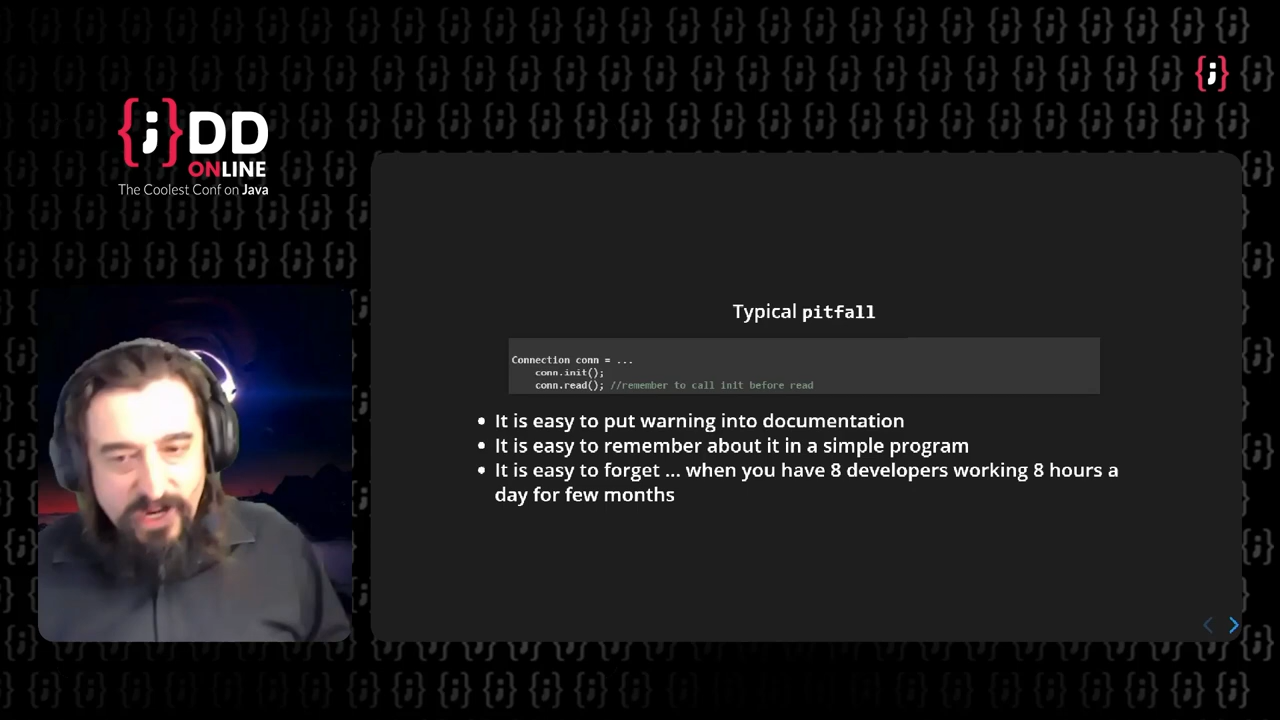 {;}
{;}DD
ONLINE
The Coolest Conf on Java
Typical pitfall
Connection conn = ...
conn.init();
conn.read(); //remember to call init before read
It is easy to put warning into documentation
It is easy to remember about it in a simple program
It is easy to forget ... when you have 8 developers working 8 hours a
day for few months